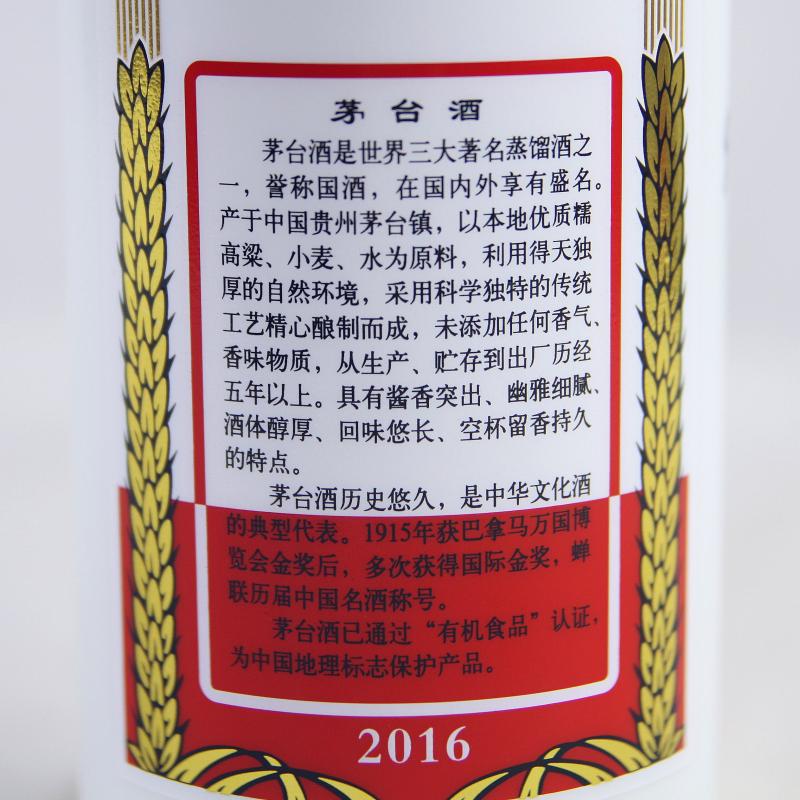 茅台酒
茅台酒是世界三大著名蒸馏酒之
一，誉称国酒，在国内外享有盛名。
产于中国贵州茅台镇，以本地优质糯
高粱、小麦、水为原料，利用得天独
厚的自然环境，采用科学独特的传统
工艺精心酿制而成，未添加任何香气、
香味物质，从生产、贮存到出厂历经
五年以上。具有酱香突出、幽雅细腻、
酒体醇厚、回味悠长、空杯留香持久
的特点。
茅台酒历史悠久，是中华文化酒
的典型代表。1915年获巴拿马万国博
览会金奖后，多次获得国际金奖，蝉
联历届中国名酒称号。
茅台酒已通过“有机食品”认证，
为中国地理标志保护产品。
2016